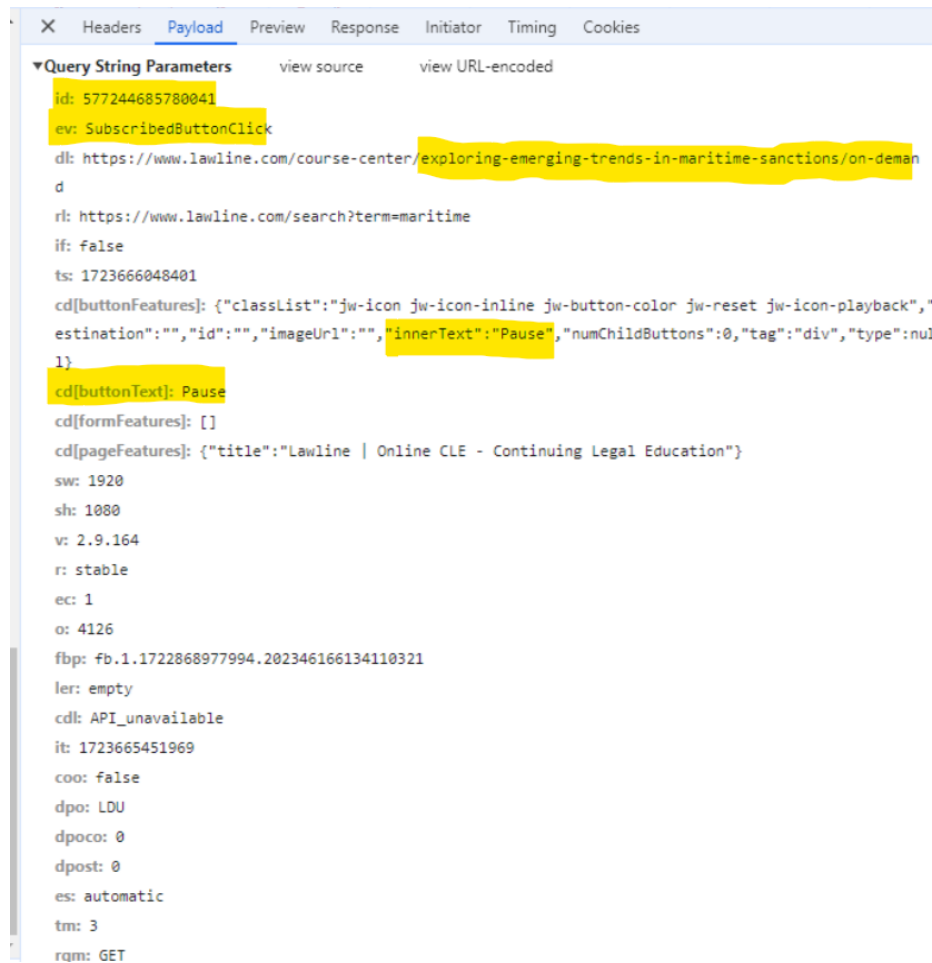 × Headers Payload Preview Response Initiator Timing Cookies
▼Query String Parameters view source view URL-encoded
id: 577244685780041
ev: SubscribedButtonClick
dl: https://www.lawline.com/course-center/exploring-emerging-trends-in-maritime-sanctions/on-deman
d
rl: https://www.lawline.com/search?term=maritime
if: false
ts: 1723666048401
cd[buttonFeatures]: {"classList":"jw-icon jw-icon-inline jw-button-color jw-reset jw-icon-playback","
estination":"","id":"","imageUrl":"","innerText":"Pause","numChildButtons":0,"tag":"div","type":nul
l}
cd[buttonText]: Pause
cd[formFeatures]: []
cd[pageFeatures]: {"title":"Lawline | Online CLE - Continuing Legal Education"}
sw: 1920
sh: 1080
v: 2.9.164
r: stable
ec: 1
o: 4126
fbp: fb.1.1722868977994.202346166134110321
ler: empty
cdl: API_unavailable
it: 1723665451969
coo: false
dpo: LDU
dpoco: 0
dpost: 0
es: automatic
tm: 3
rqm: GET